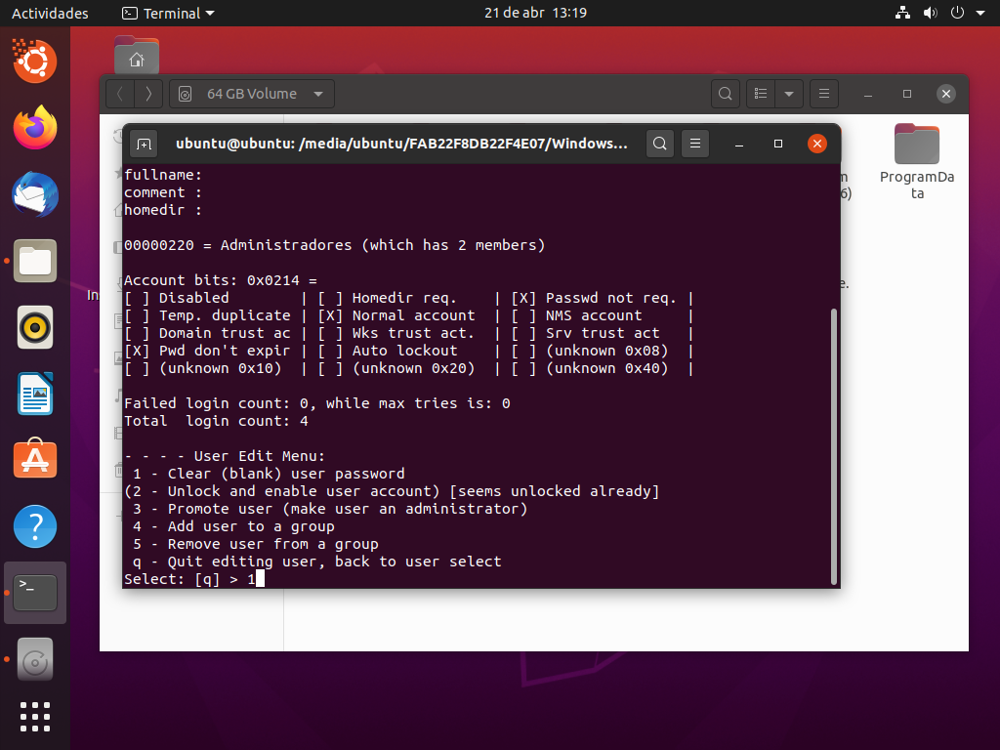 Actividades
Terminal
21 de abr 13:19
64 GB Volume
ubuntu@ubuntu: /media/ubuntu/FAB22F8DB22F4E07/Windows...
ProgramDa
ta
m
6)
e.
In
fullname:
comment :
homedir :
00000220 = Administradores (which has 2 members)
Account bits: 0x0214 =
[ ] Disabled        | [ ] Homedir req.    | [X] Passwd not req. |
[ ] Temp. duplicate | [X] Normal account  | [ ] NMS account     |
[ ] Domain trust ac | [ ] Wks trust act.  | [ ] Srv trust act   |
[X] Pwd don't expir | [ ] Auto lockout    | [ ] (unknown 0x08)  |
[ ] (unknown 0x10)  | [ ] (unknown 0x20)  | [ ] (unknown 0x40)  |
Failed login count: 0, while max tries is: 0
Total  login count: 4
- - - - User Edit Menu:
 1 - Clear (blank) user password
(2 - Unlock and enable user account) [seems unlocked already]
 3 - Promote user (make user an administrator)
 4 - Add user to a group
 5 - Remove user from a group
 q - Quit editing user, back to user select
Select: [q] > 1